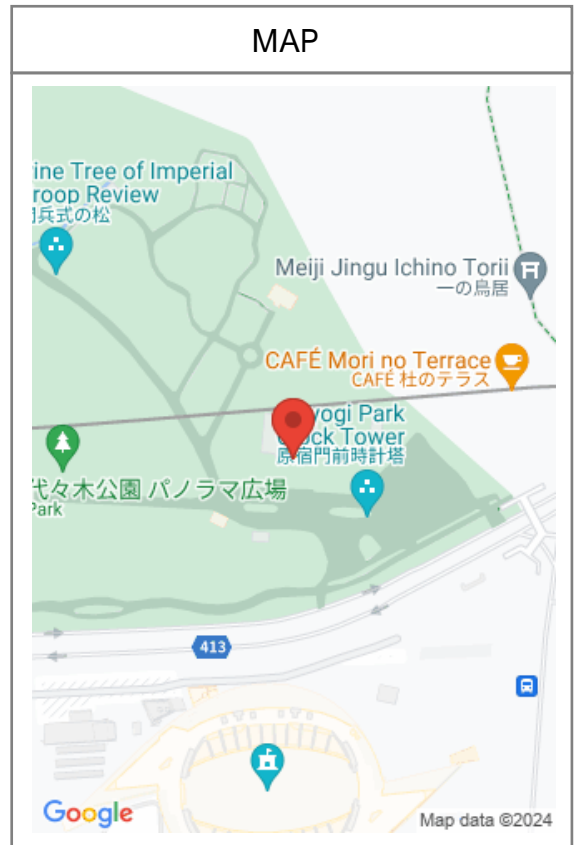 MAP
ine Tree of Imperial
roop Review
兵式の松
Meiji Jingu Ichino Torii
一の鳥居
CAFÉ Mori no Terrace
CAFÉ 杜のテラス
yogi Park
ock Tower
原宿門前時計塔
代々木公園 パノラマ広場
Park
413
Google
Map data ©2024